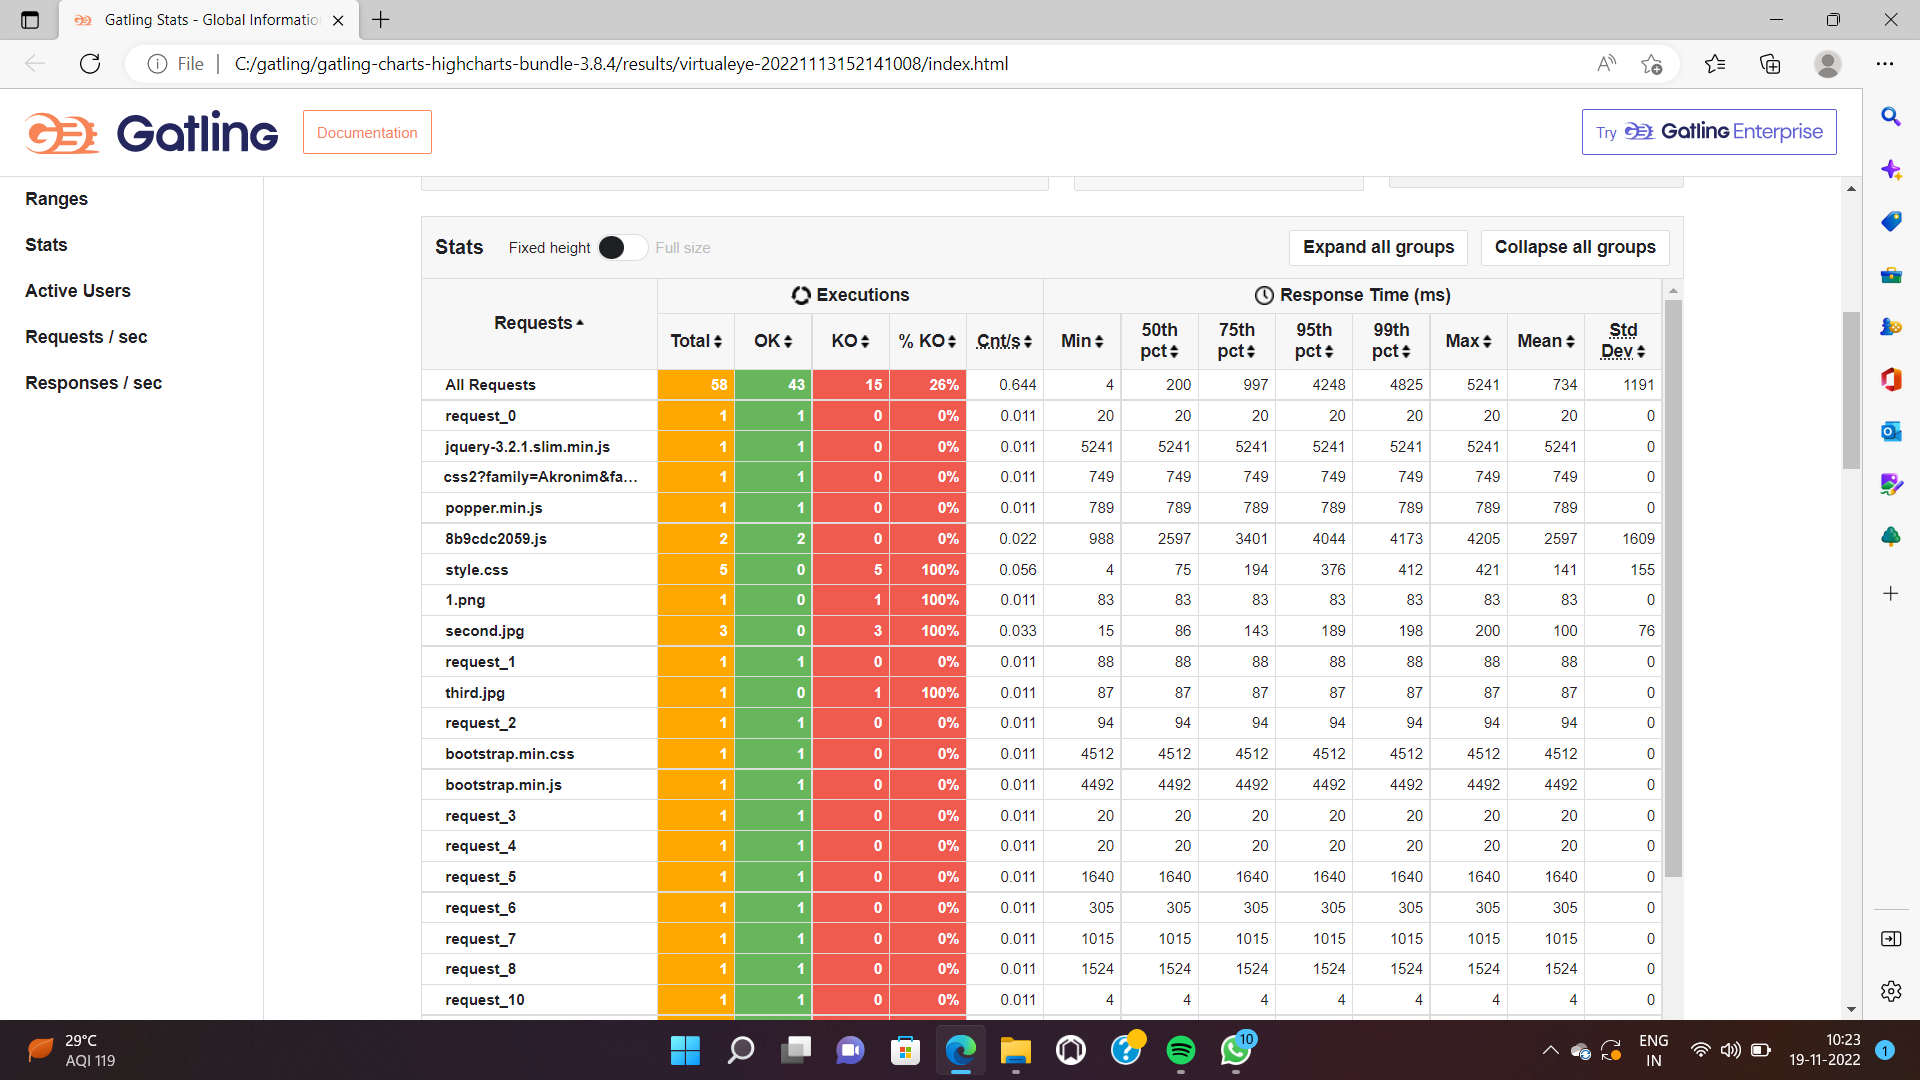 Gatling Stats - Global Informatio
File
C:/gatling/gatling-charts-highcharts-bundle-3.8.4/results/virtualeye-20221113152141008/index.html
Gatling
Documentation
Try Gatling Enterprise
Ranges
Stats
Active Users
Requests / sec
Responses / sec
Stats Fixed height Full size Expand all groups Collapse all groups
Executions Response Time (ms)
Requests Total OK KO % KO Cnt/s Min 50th pct 75th pct 95th pct 99th pct Max Mean Std Dev
All Requests 58 43 15 26% 0.644 4 200 997 4248 4825 5241 734 1191
request_0 1 1 0 0% 0.011 20 20 20 20 20 20 20 0
jquery-3.2.1.slim.min.js 1 1 0 0% 0.011 5241 5241 5241 5241 5241 5241 5241 0
css2?family=Akronim&fa... 1 1 0 0% 0.011 749 749 749 749 749 749 749 0
popper.min.js 1 1 0 0% 0.011 789 789 789 789 789 789 789 0
8b9cdc2059.js 2 2 0 0% 0.022 988 2597 3401 4044 4173 4205 2597 1609
style.css 5 0 5 100% 0.056 4 75 194 376 412 421 141 155
1.png 1 0 1 100% 0.011 83 83 83 83 83 83 83 0
second.jpg 3 0 3 100% 0.033 15 86 143 189 198 200 100 76
request_1 1 1 0 0% 0.011 88 88 88 88 88 88 88 0
third.jpg 1 0 1 100% 0.011 87 87 87 87 87 87 87 0
request_2 1 1 0 0% 0.011 94 94 94 94 94 94 94 0
bootstrap.min.css 1 1 0 0% 0.011 4512 4512 4512 4512 4512 4512 4512 0
bootstrap.min.js 1 1 0 0% 0.011 4492 4492 4492 4492 4492 4492 4492 0
request_3 1 1 0 0% 0.011 20 20 20 20 20 20 20 0
request_4 1 1 0 0% 0.011 20 20 20 20 20 20 20 0
request_5 1 1 0 0% 0.011 1640 1640 1640 1640 1640 1640 1640 0
request_6 1 1 0 0% 0.011 305 305 305 305 305 305 305 0
request_7 1 1 0 0% 0.011 1015 1015 1015 1015 1015 1015 1015 0
request_8 1 1 0 0% 0.011 1524 1524 1524 1524 1524 1524 1524 0
request_10 1 1 0 0% 0.011 4 4 4 4 4 4 4 0
29°C
AQI 119
10
ENG
IN
10:23
19-11-2022
1